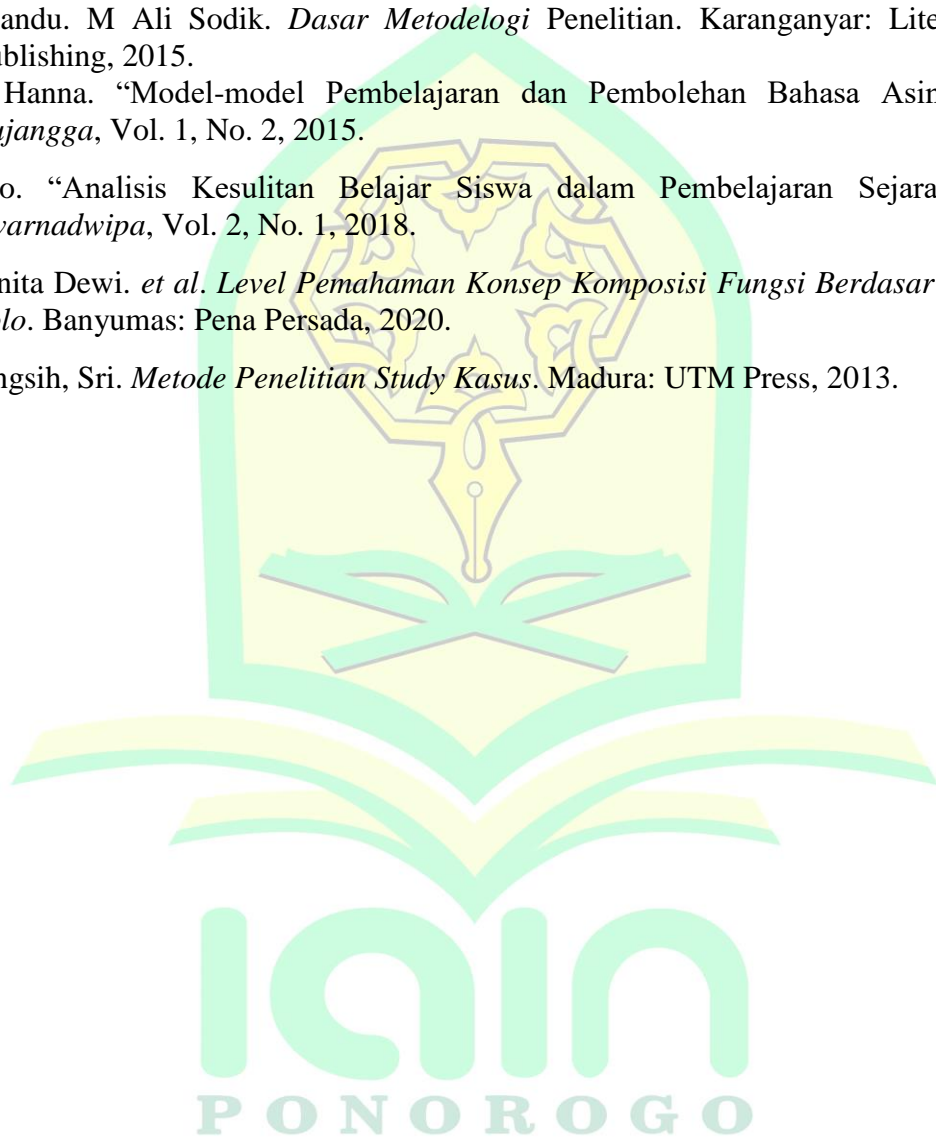 andu. M Ali Sodik. Dasar Metodelogi Penelitian. Karanganyar: Lite
blishing, 2015.
Hanna. “Model-model Pembelajaran dan Pembolehan Bahasa Asin
ujangga, Vol. 1, No. 2, 2015.
o. “Analisis Kesulitan Belajar Siswa dalam Pembelajaran Sejara
varnadwipa, Vol. 2, No. 1, 2018.
nita Dewi. et al. Level Pemahaman Konsep Komposisi Fungsi Berdasar
olo. Banyumas: Pena Persada, 2020.
ngsih, Sri. Metode Penelitian Study Kasus. Madura: UTM Press, 2013.
iain
PONOROGO